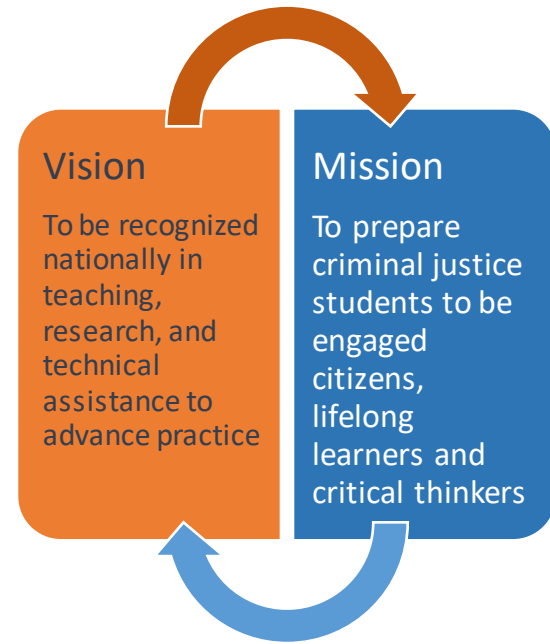 Vision
To be recognized
nationally in
teaching,
research, and
technical
assistance to
advance practice
Mission
To prepare
criminal justice
students to be
engaged
citizens,
lifelong
learners and
critical thinkers